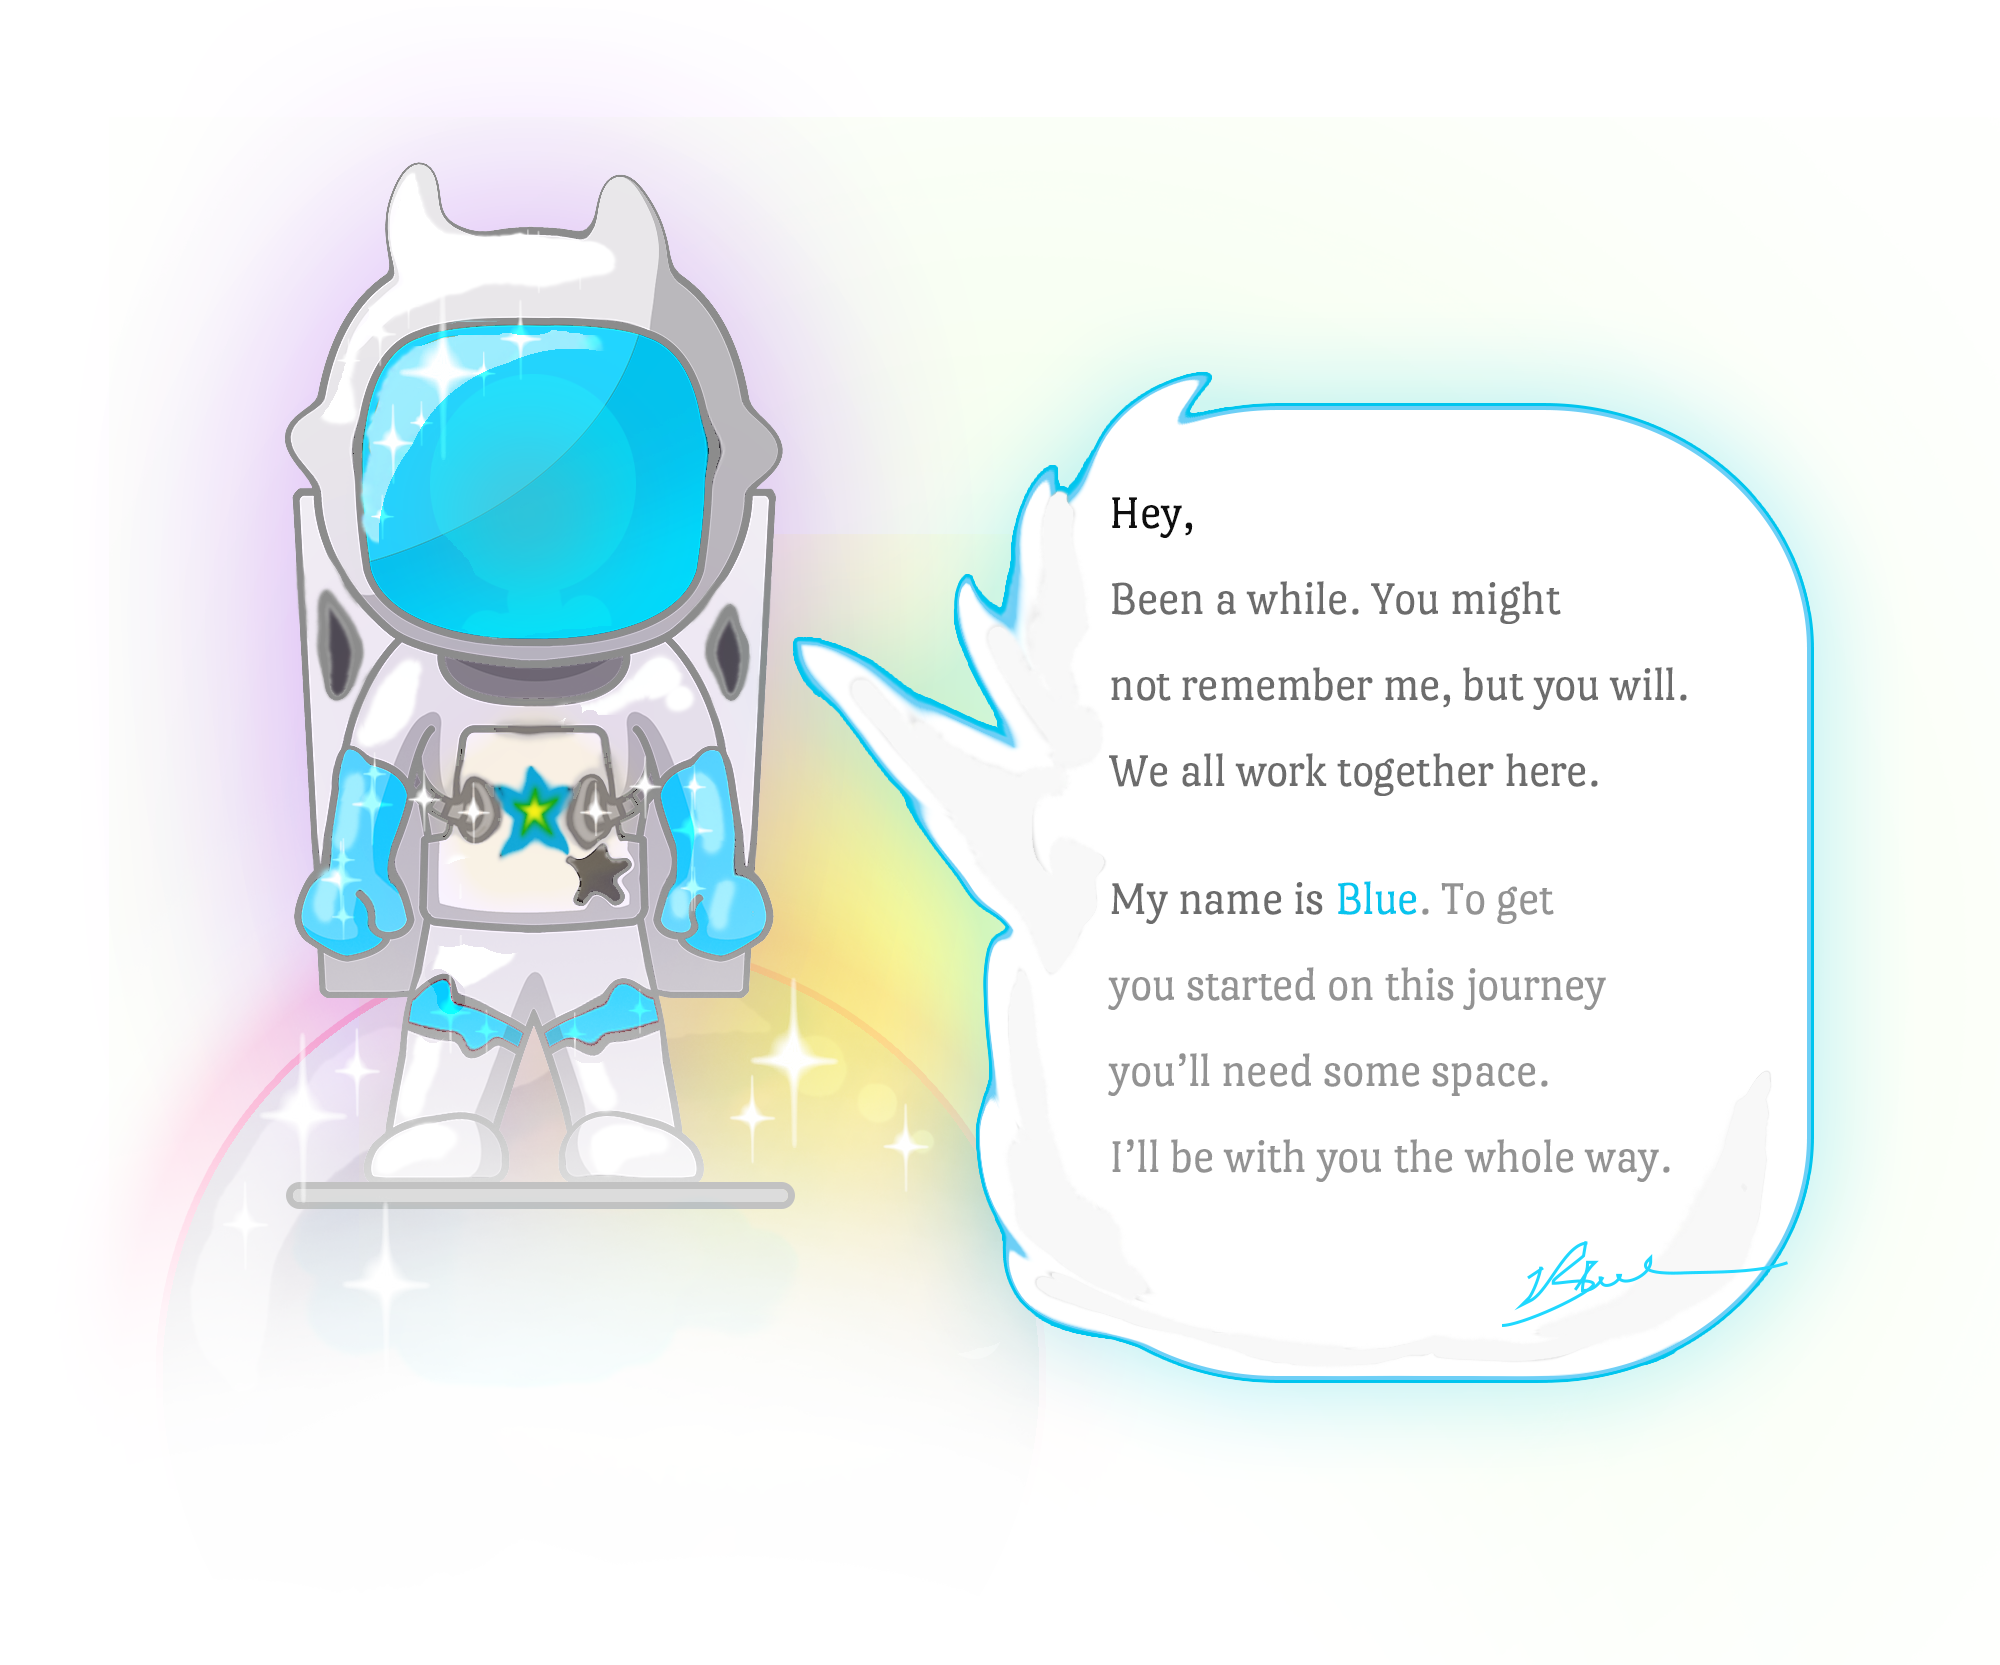 Hey,
Been a while. You might
not remember me, but you will.
We all work together here.
My name is Blue. To get
you started on this journey
you’ll need some space.
I’ll be with you the whole way.
Blue